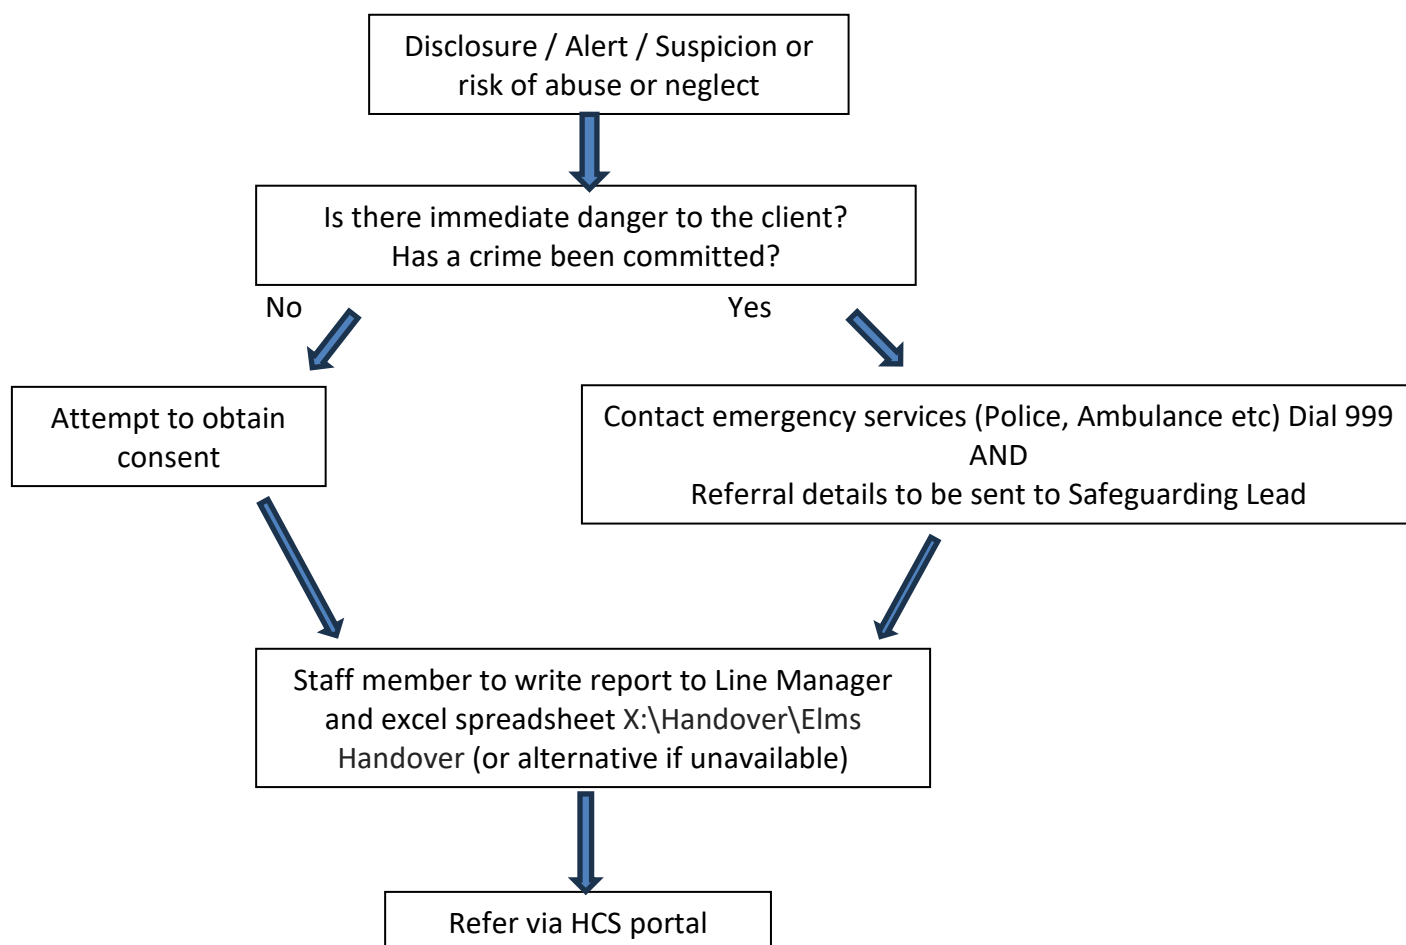 Disclosure / Alert / Suspicion or
risk of abuse or neglect
Is there immediate danger to the client?
Has a crime been committed?
No
Yes
Attempt to obtain
consent
Contact emergency services (Police, Ambulance etc) Dial 999
AND
Referral details to be sent to Safeguarding Lead
Staff member to write report to Line Manager
and excel spreadsheet X:\Handover\Elms
Handover (or alternative if unavailable)
Refer via HCS portal